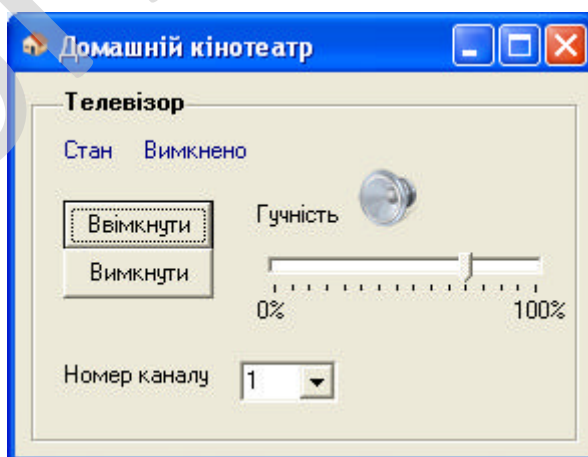 Домашній кінотеатр
Телевізор
Стан Вимкнено
Ввімкнути
Гучність
Вимкнути
0% 100%
Номер каналу 1